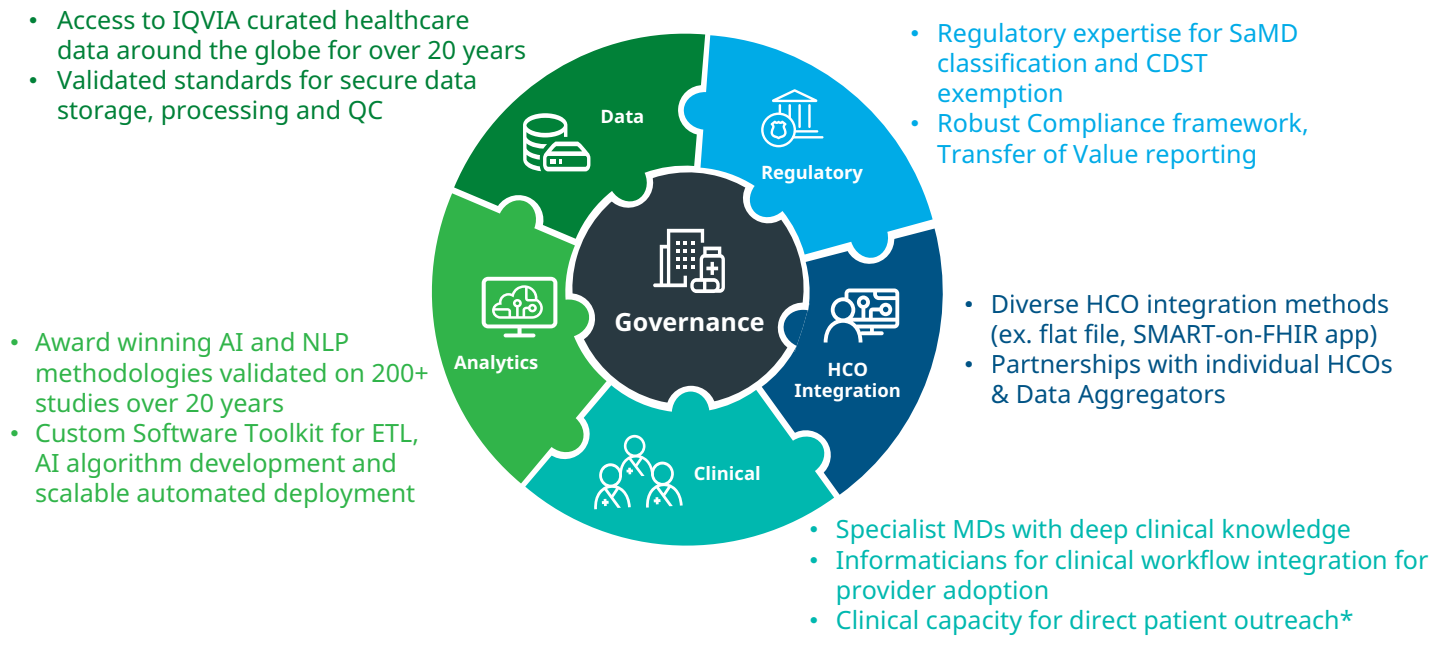 • Access to IQVIA curated healthcare
data around the globe for over 20 years
• Validated standards for secure data
storage, processing and QC
• Regulatory expertise for SaMD
classification and CDST
exemption
• Robust Compliance framework,
Transfer of Value reporting
Data
Regulatory
Governance
Analytics
HCO
Integration
Clinical
• Diverse HCO integration methods
(ex. flat file, SMART-on-FHIR app)
• Partnerships with individual HCOs
& Data Aggregators
• Award winning AI and NLP
methodologies validated on 200+
studies over 20 years
• Custom Software Toolkit for ETL,
AI algorithm development and
scalable automated deployment
• Specialist MDs with deep clinical knowledge
• Informaticians for clinical workflow integration for
provider adoption
• Clinical capacity for direct patient outreach*